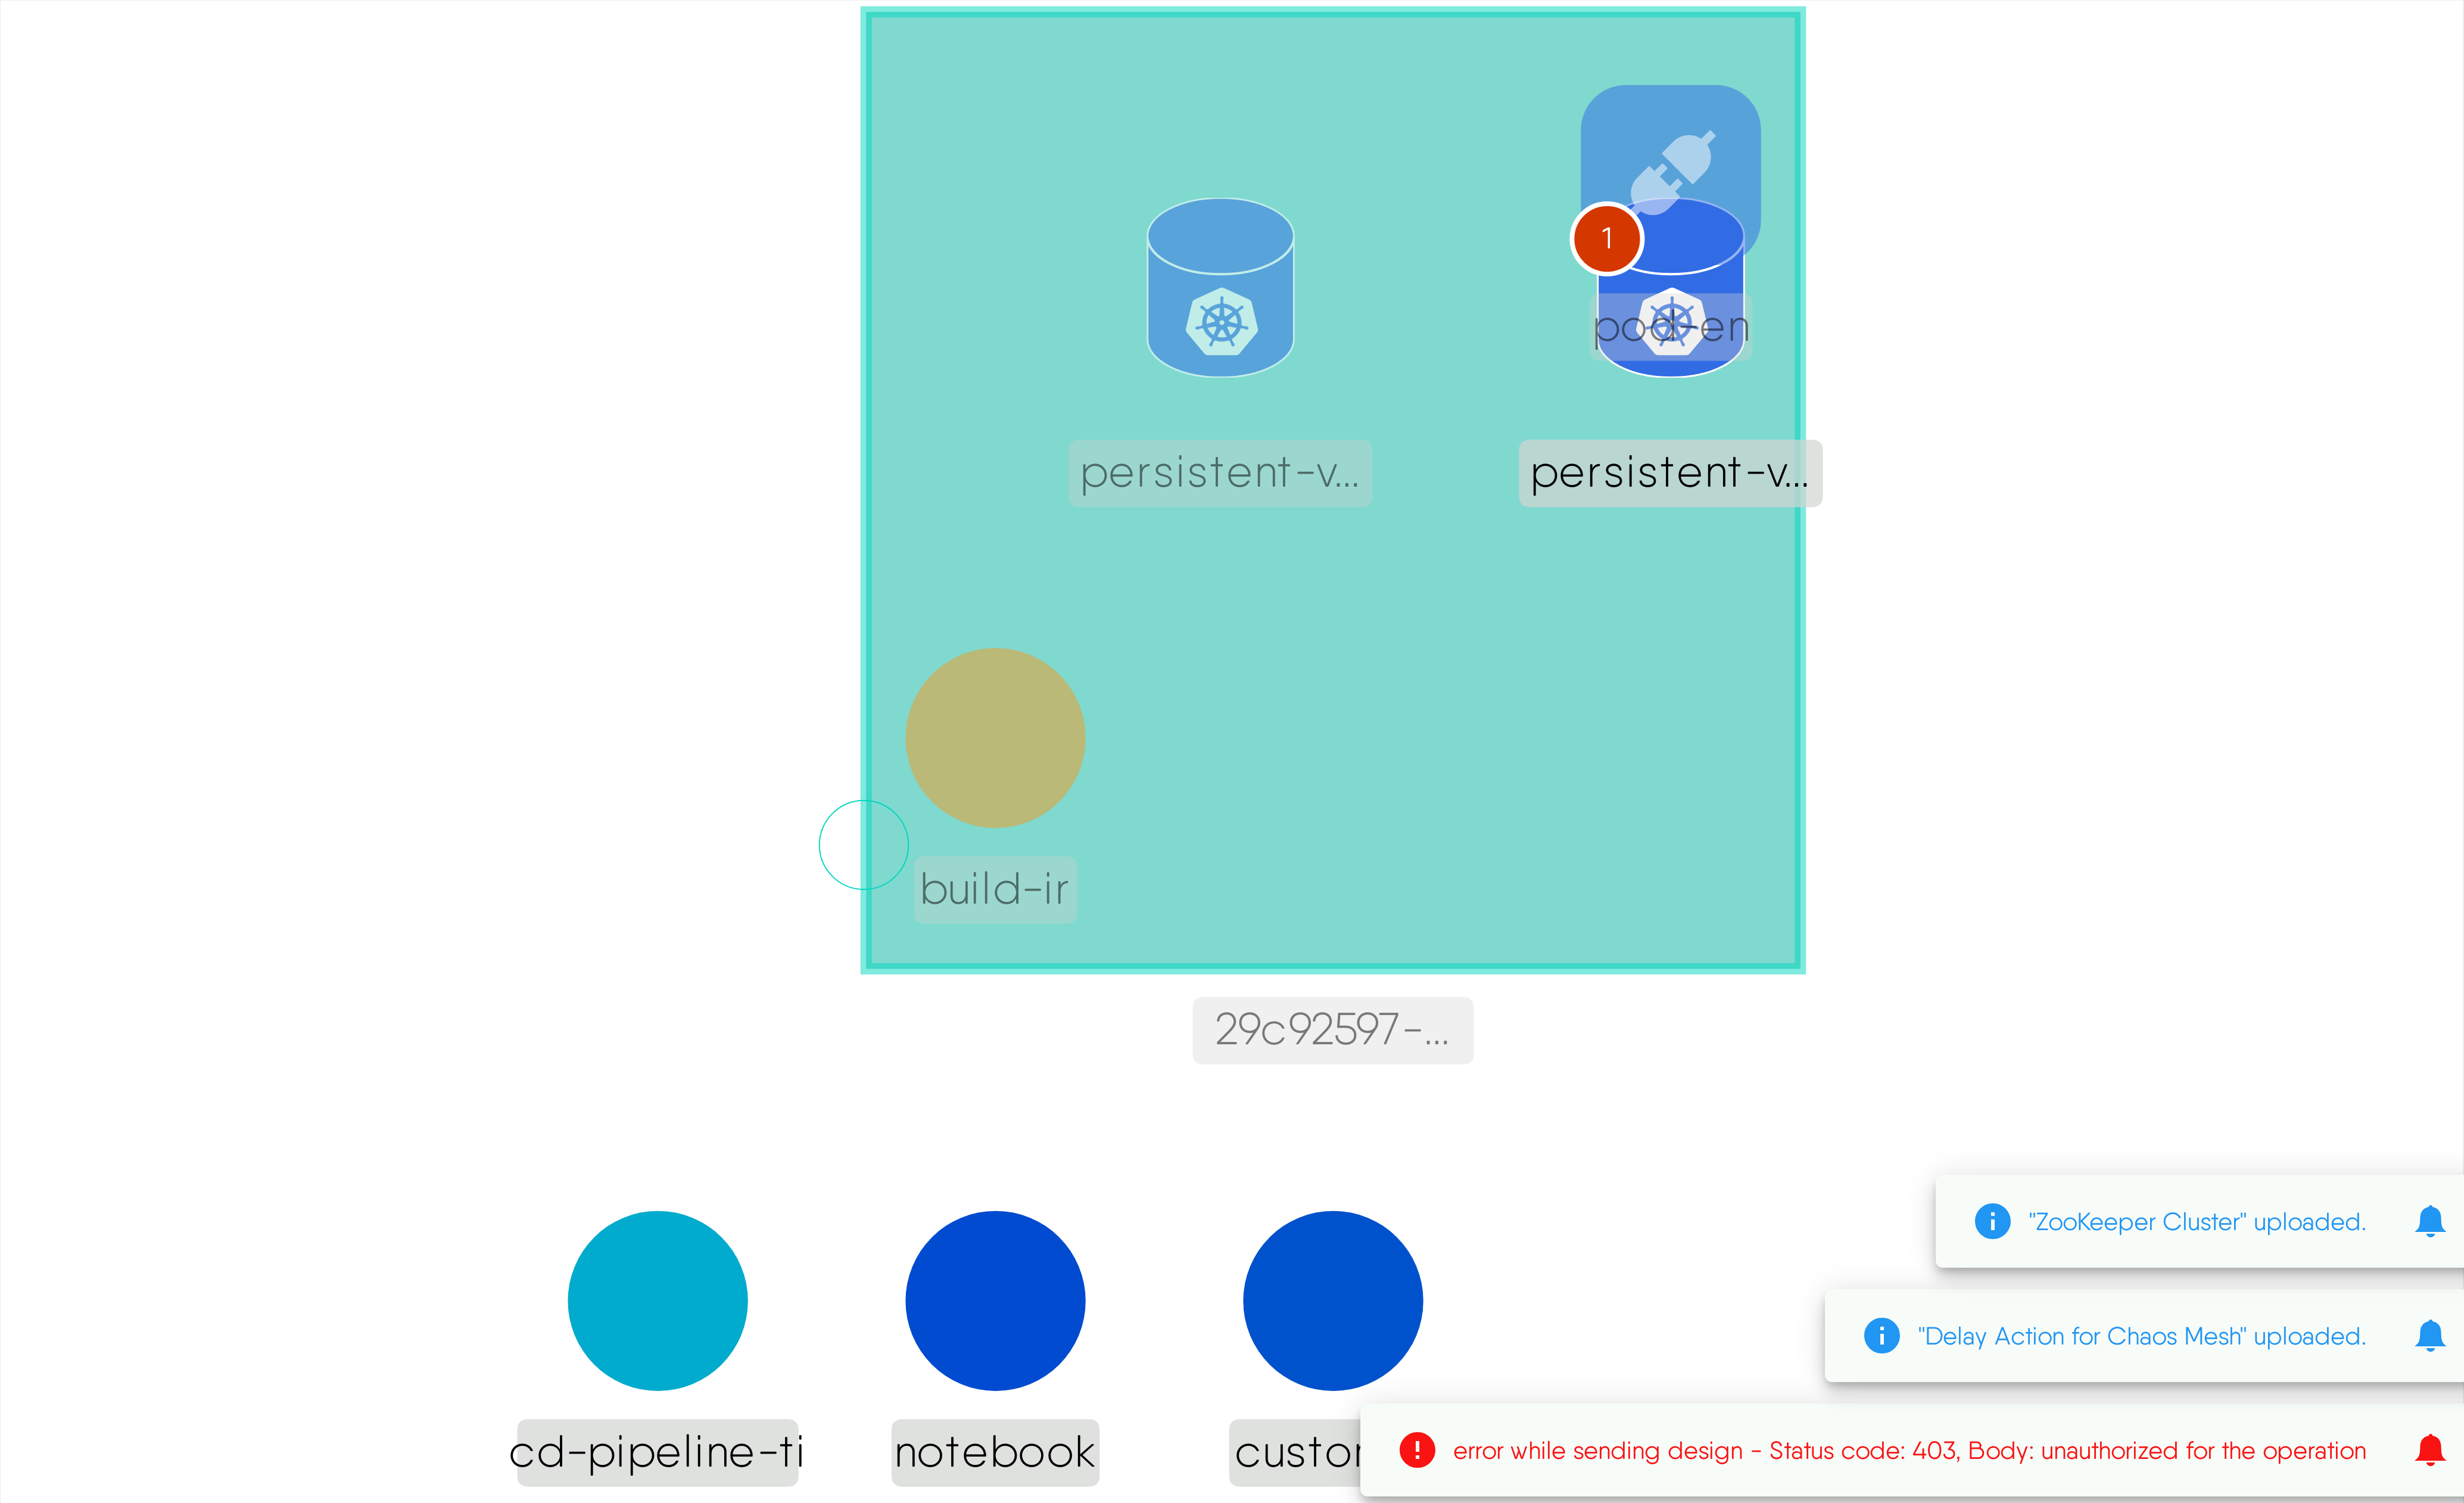 1
pod-en
persistent-v...
persistent-v...
build-ir
29c92597-...
"ZooKeeper Cluster" uploaded.
"Delay Action for Chaos Mesh" uploaded.
cd-pipeline-ti
notebook
custor
error while sending design - Status code: 403, Body: unauthorized for the operation